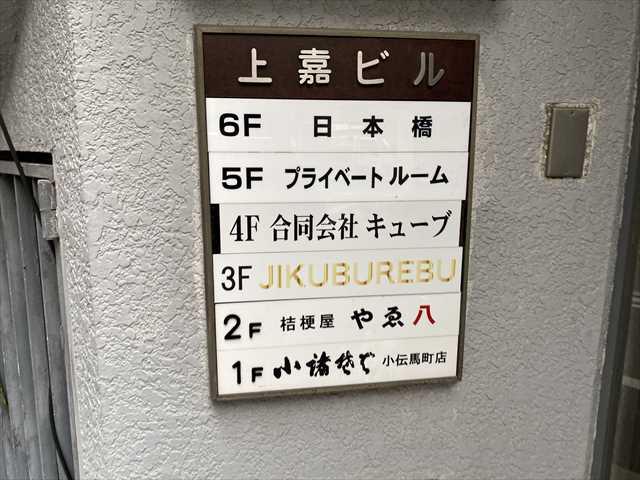 上嘉ビル
6F 日本橋
5F プライベートルーム
4F 合同会社 キューブ
3F JIKUBUREBU
2F 桔梗屋 やゑ八
1F 小諸そば 小伝馬町店